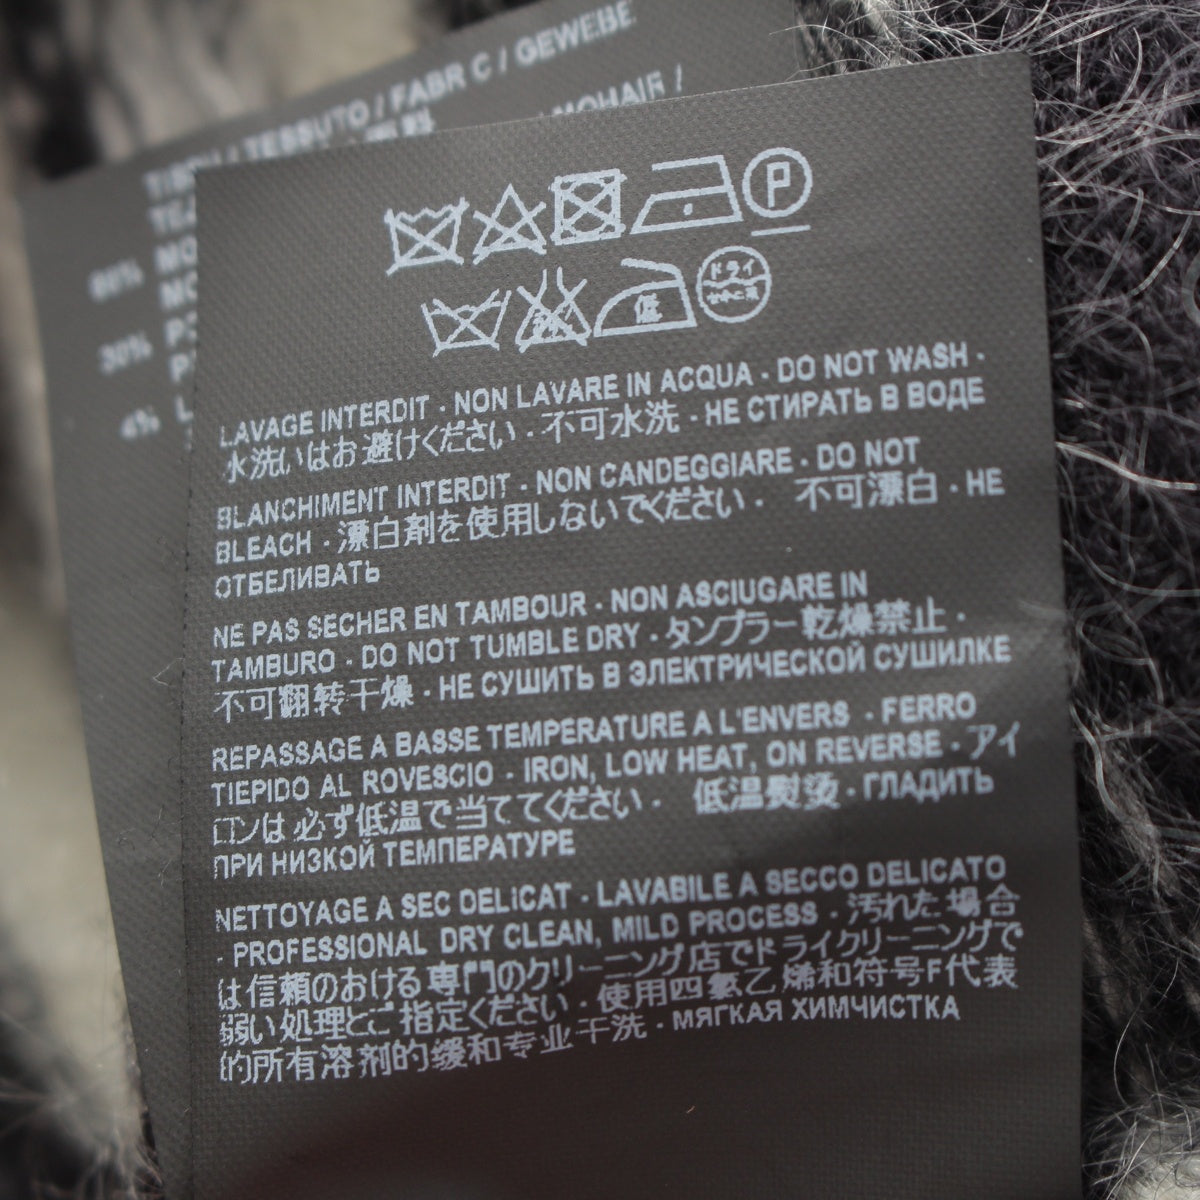 TESSUTO / FABR C / GEWEBE
MOHAIR /
30%
4%
P
ドライ
低
LAVAGE INTERDIT · NON LAVARE IN ACQUA · DO NOT WASH ·
水洗いはお避けください · 不可水洗 · НЕ СТИРАТЬ В ВОДЕ
BLANCHIMENT INTERDIT · NON CANDEGGIARE · DO NOT
BLEACH · 漂白剤を使用しないでください · 不可漂白 · НЕ
ОТБЕЛИВАТЬ
NE PAS SECHER EN TAMBOUR · NON ASCIUGARE IN
TAMBURO · DO NOT TUMBLE DRY · タンブラー乾燥禁止 ·
不可翻转干燥 · НЕ СУШИТЬ В ЭЛЕКТРИЧЕСКОЙ СУШИЛКЕ
REPASSAGE A BASSE TEMPERATURE A L'ENVERS · FERRO
TIEPIDO AL ROVESCIO · IRON, LOW HEAT, ON REVERSE · アイ
ロンは必ず低温で当ててください · 低温熨烫 · ГЛАДИТЬ
ПРИ НИЗКОЙ ТЕМПЕРАТУРЕ
NETTOYAGE A SEC DELICAT · LAVABILE A SECCO DELICATO
· PROFESSIONAL DRY CLEAN, MILD PROCESS · 汚れた場合
は信頼のおける専門のクリーニング店でドライクリーニングで
弱い処理とご指定ください · 使用四氯乙烯和符号F代表
的所有溶剂的缓和专业干洗 · МЯГКАЯ ХИМЧИСТКА